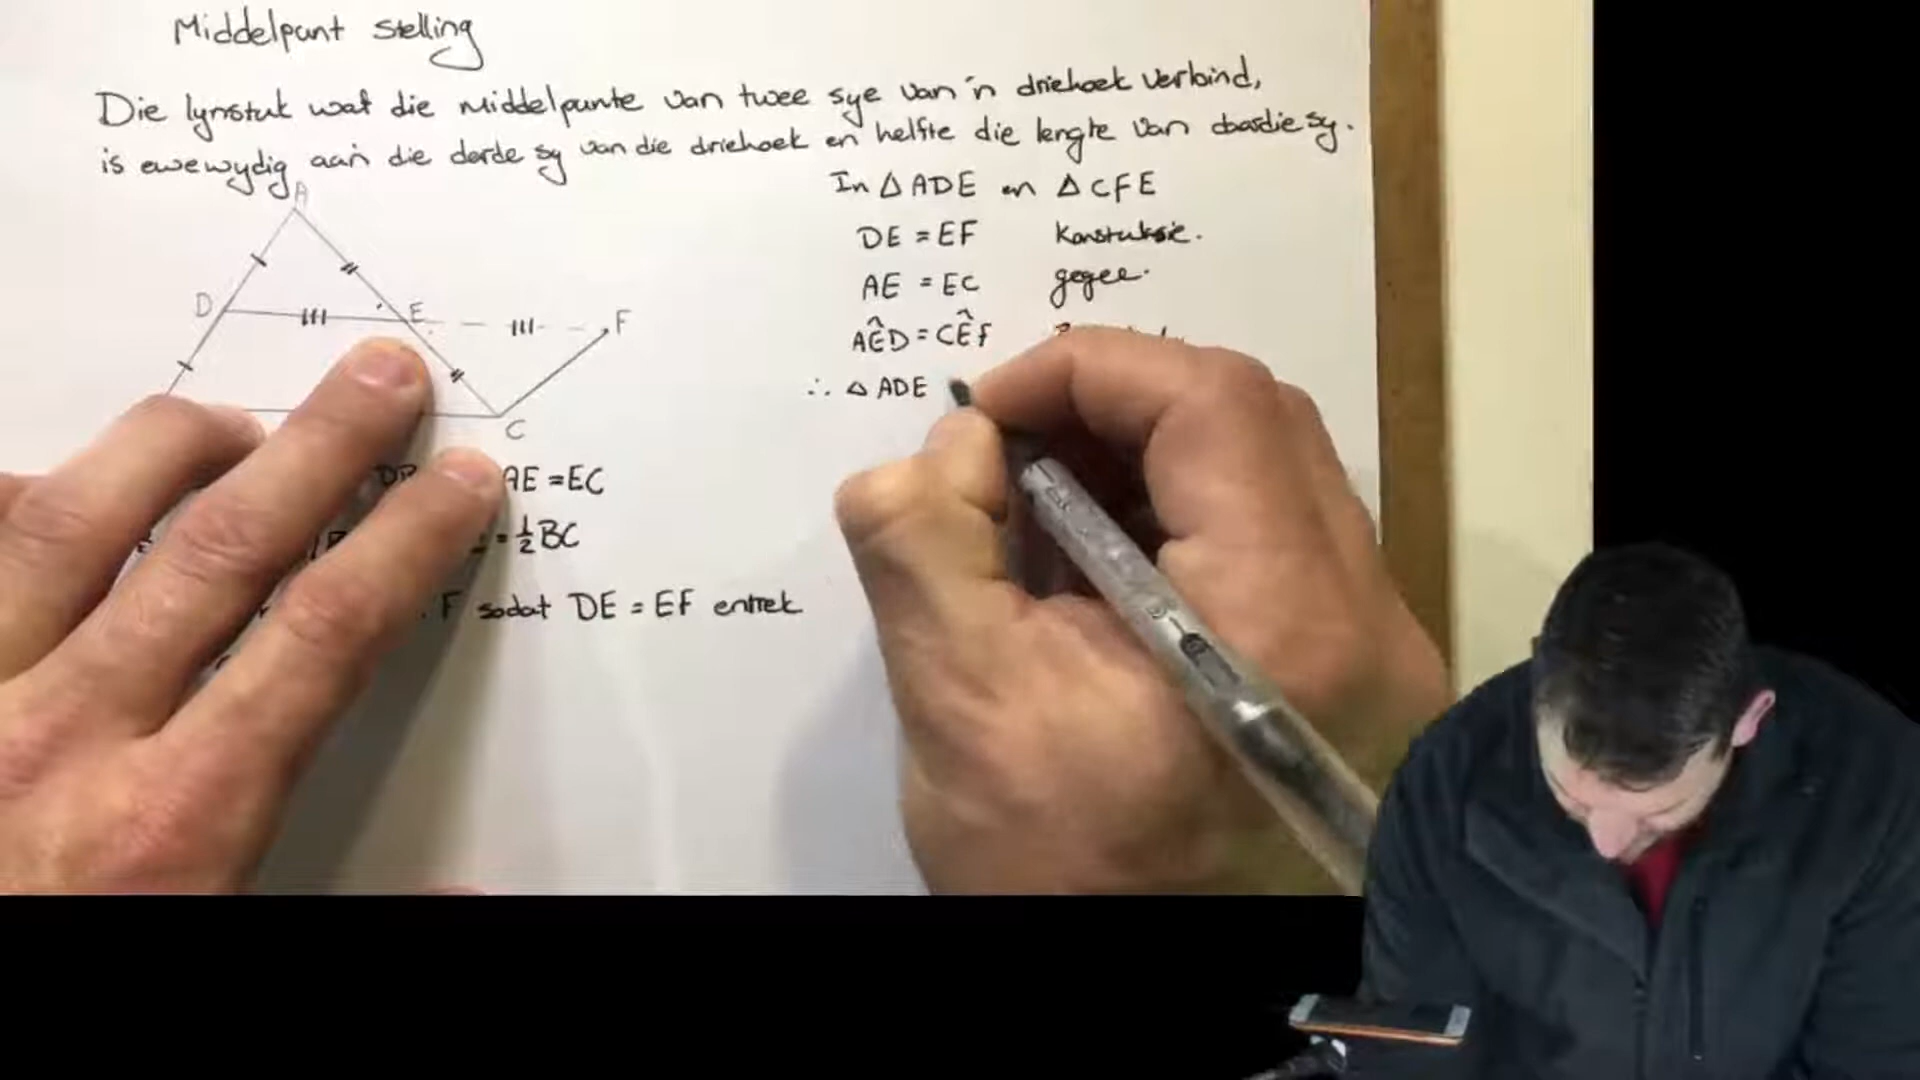 Middelpunt Stelling
Die lynstuk wat die middelpunte van twee sye van 'n driehoek verbind,
is ewewydig aan die derde sy van die driehoek en helfte die lengte van daardie sy.
A
D
E
F
C
AE = EC
= ½BC
F sodat DE = EF entrek
In △ ADE en △ CFE
DE = EF Konstuksie.
AE = EC gegee.
AÊD = CÊF
∴ △ ADE